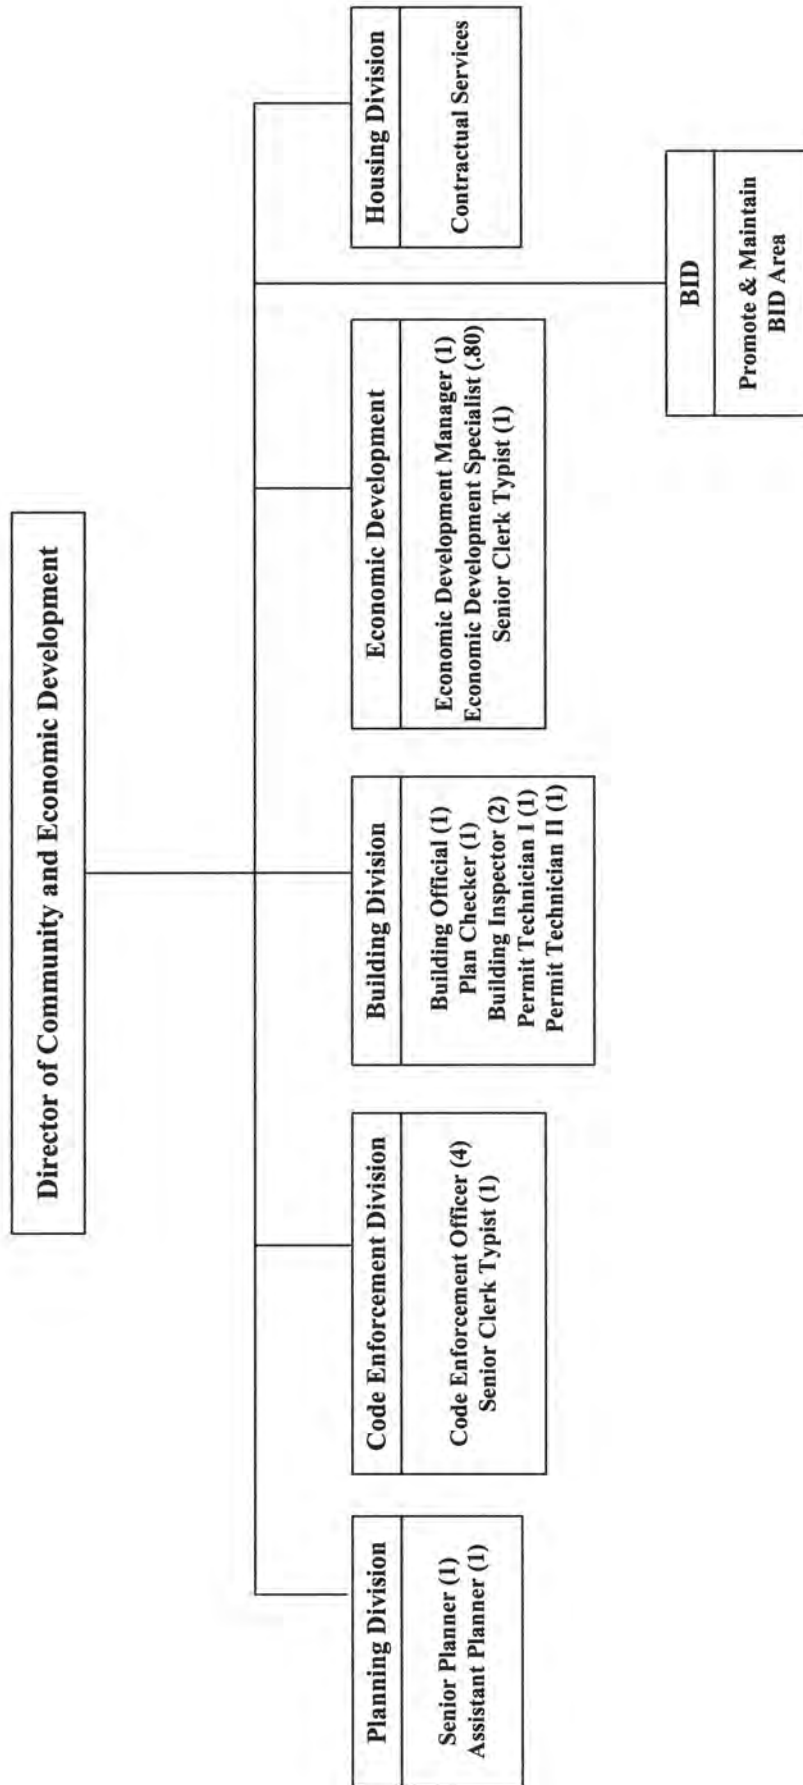 Director of Community and Economic Development
Planning Division
Senior Planner (1)
Assistant Planner (1)
Code Enforcement Division
Code Enforcement Officer (4)
Senior Clerk Typist (1)
Building Division
Building Official (1)
Plan Checker (1)
Building Inspector (2)
Permit Technician I (1)
Permit Technician II (1)
Economic Development
Economic Development Manager (1)
Economic Development Specialist (.80)
Senior Clerk Typist (1)
Housing Division
Contractual Services
BID
Promote & Maintain
BID Area